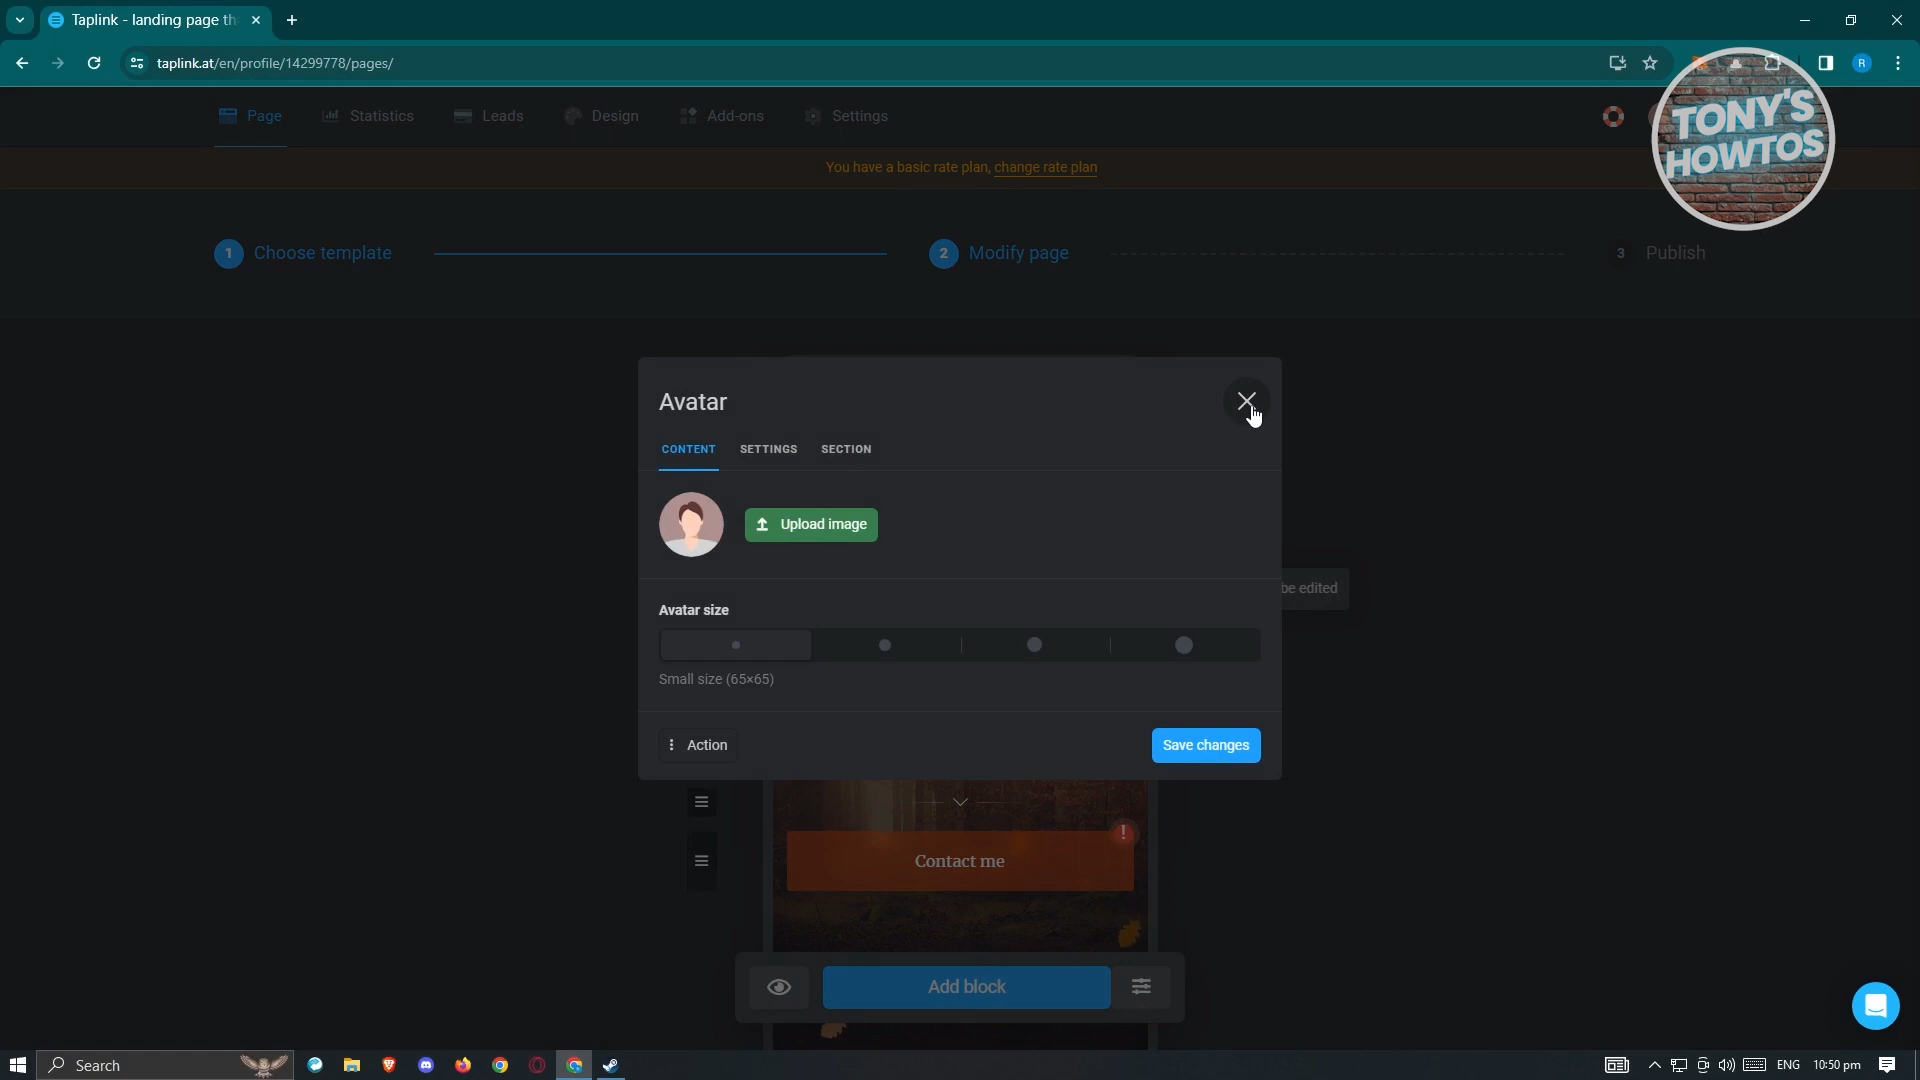 Taplink - landing page th
taplink.at/en/profile/14299778/pages/
R
TONY'S
HOWTOS
Page
Statistics
Leads
Design
Add-ons
Settings
You have a basic rate plan, change rate plan
1 Choose template
2 Modify page
3 Publish
Avatar
CONTENT
SETTINGS
SECTION
Upload image
be edited
Avatar size
Small size (65×65)
Action
Save changes
!
Contact me
Add block
Search
ENG
10:50 pm